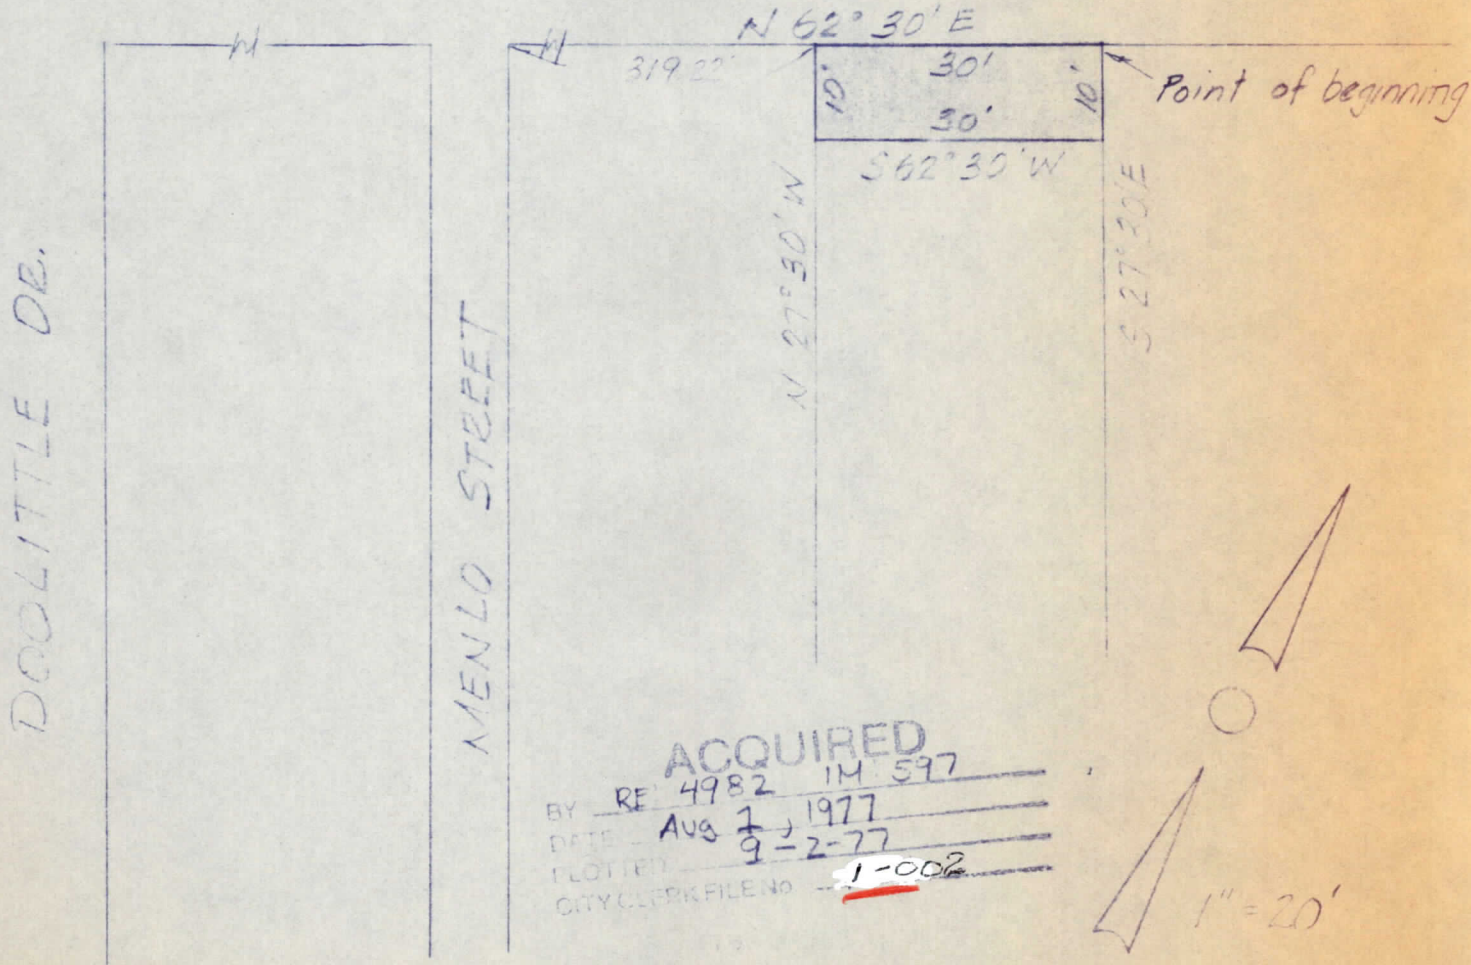 N 62° 30' E
319.22'
30'
10'
10'
30'
Point of beginning
S 62° 30' W
N 27° 30' W
S 27° 30' E
DOOLITTLE DR.
MENLO STREET
ACQUIRED
BY RE: 4982 IM: 597
DATE Aug 1, 1977
PLOTTED 9-2-77
CITY CLERK FILE No 1-002
1" = 20'